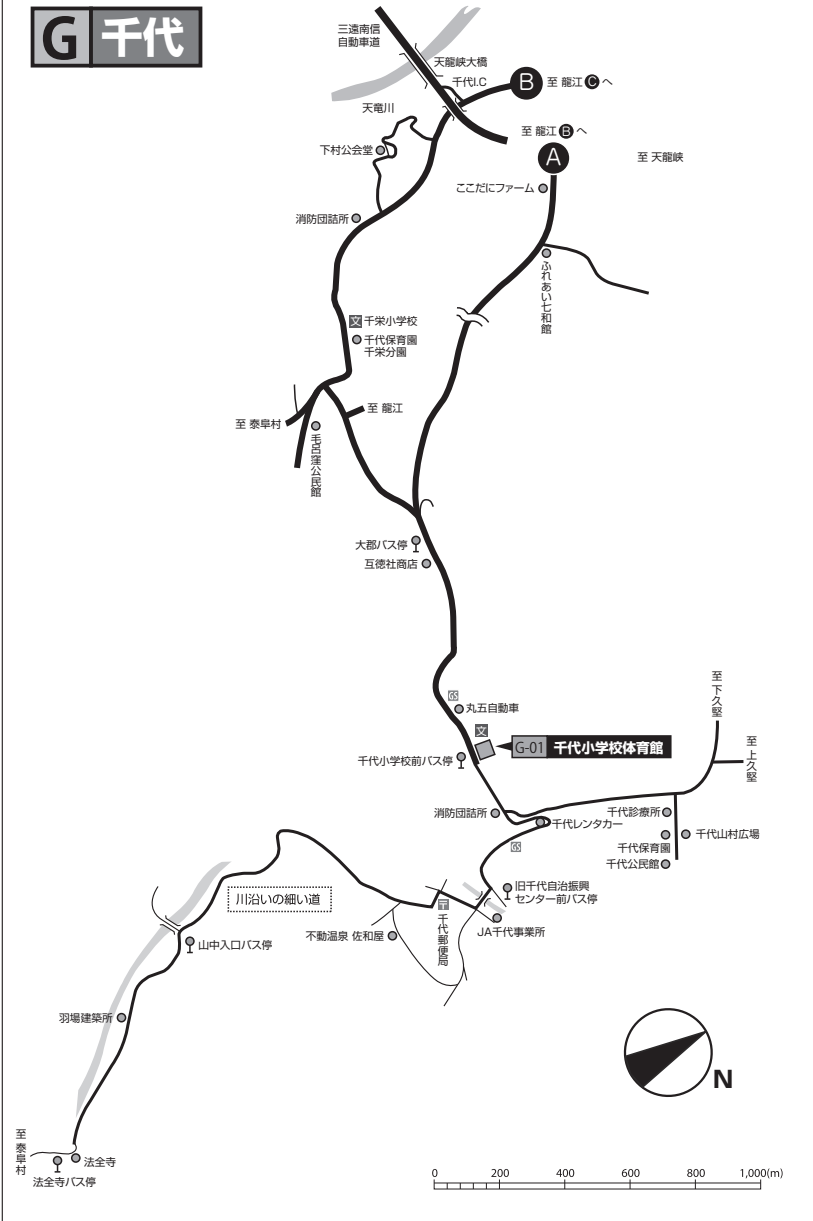 G 千代
三遠南信
自動車道
天龍峡大橋
千代I.C
B 至 龍江 C へ
天竜川
至 龍江 B へ
下村公会堂
A
至 天龍峡
ここだにファーム
消防団詰所
ふれあい七和館
文 千栄小学校
千代保育園
千栄分園
至 龍江
至 泰阜村
毛呂窪公民館
大郡バス停
互徳社商店
丸五自動車
至 下久堅
文
至 上久堅
G-01 千代小学校体育館
千代小学校前バス停
消防団詰所
千代診療所
千代レンタカー
千代山村広場
千代保育園
千代公民館
旧千代自治振興
センター前バス停
川沿いの細い道
千代郵便局
JA千代事業所
不動温泉 佐和屋
山中入口バス停
羽場建築所
N
至 泰阜村
法全寺
法全寺バス停
0 200 400 600 800 1,000(m)